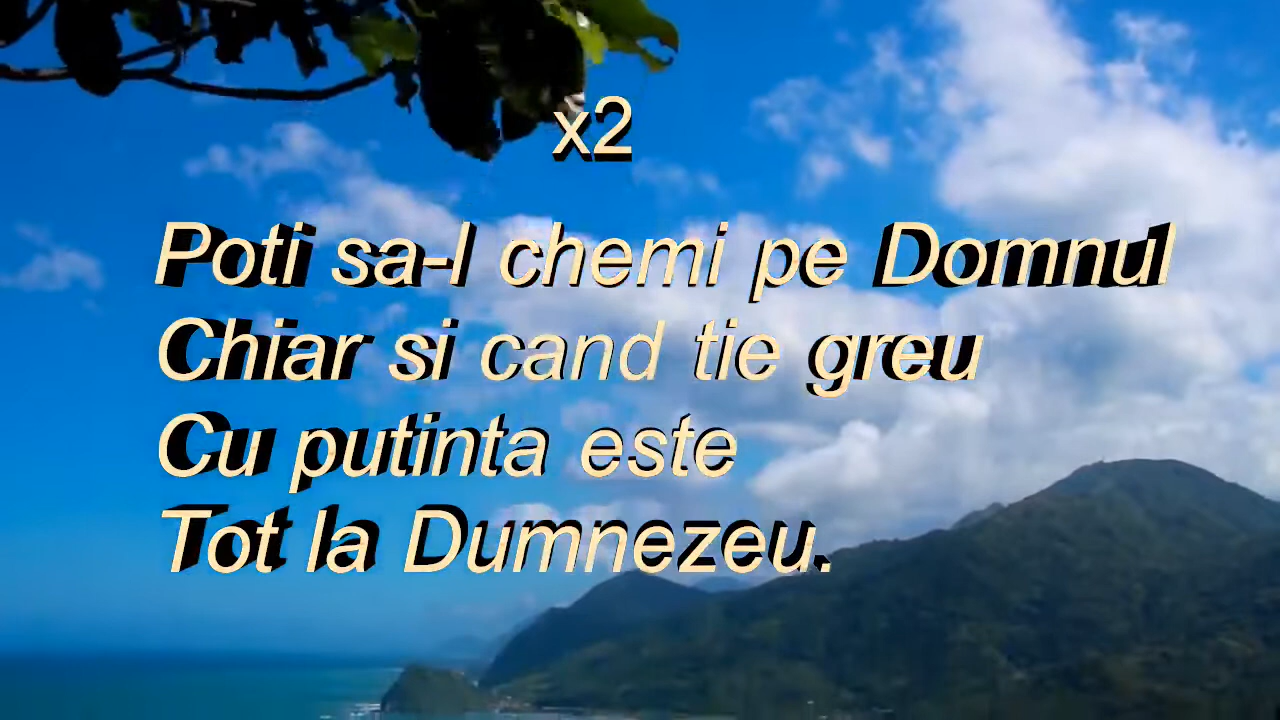 x2
Poti sa-l chemi pe Domnul
Chiar si cand tie greu
Cu putinta este
Tot la Dumnezeu.